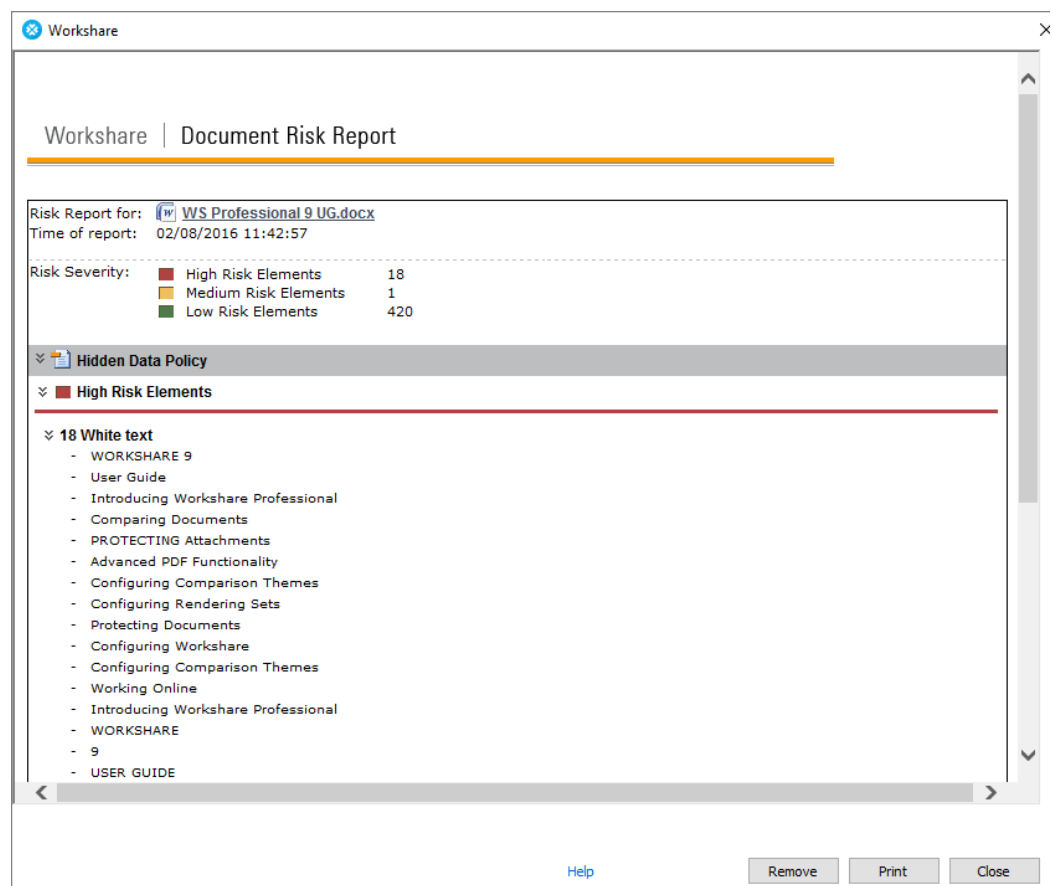 Workshare
Workshare | Document Risk Report
Risk Report for: WS Professional 9 UG.docx
Time of report: 02/08/2016 11:42:57
Risk Severity: High Risk Elements 18
Medium Risk Elements 1
Low Risk Elements 420
Hidden Data Policy
High Risk Elements
18 White text
- WORKSHARE 9
- User Guide
- Introducing Workshare Professional
- Comparing Documents
- PROTECTING Attachments
- Advanced PDF Functionality
- Configuring Comparison Themes
- Configuring Rendering Sets
- Protecting Documents
- Configuring Workshare
- Configuring Comparison Themes
- Working Online
- Introducing Workshare Professional
- WORKSHARE
- 9
- USER GUIDE
Help Remove Print Close